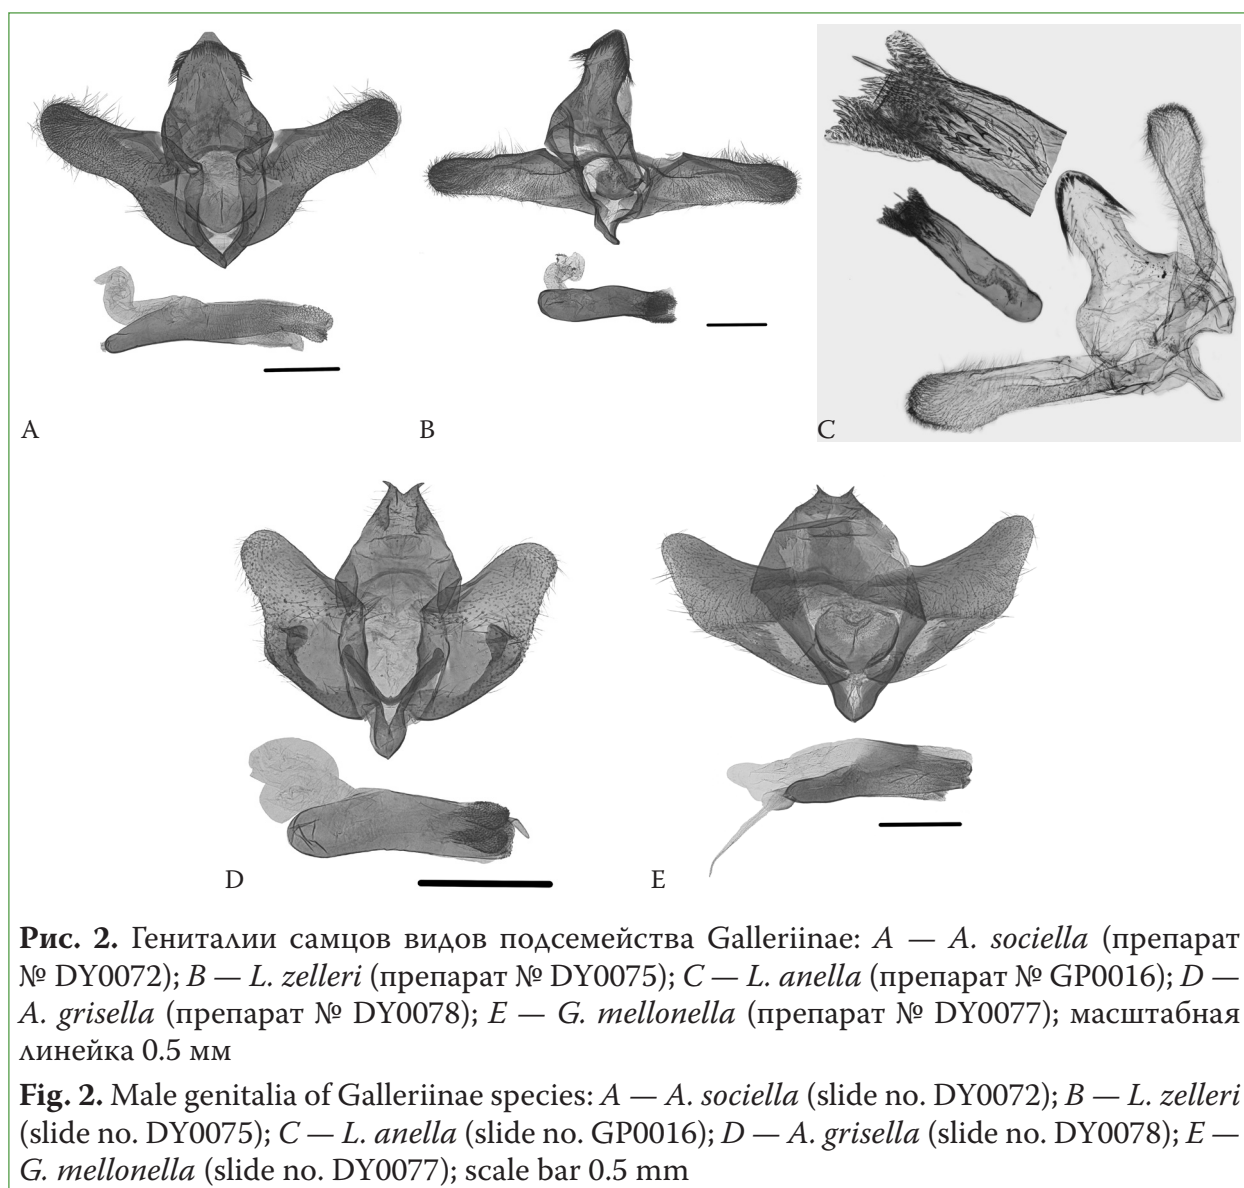 A
B
C
D
E
Рис. 2. Гениталии самцов видов подсемейства Galleriinae: A — A. sociella (препарат
№ DY0072); B — L. zelleri (препарат № DY0075); C — L. anella (препарат № GP0016); D —
A. grisella (препарат № DY0078); E — G. mellonella (препарат № DY0077); масштабная
линейка 0.5 мм
Fig. 2. Male genitalia of Galleriinae species: A — A. sociella (slide no. DY0072); B — L. zelleri
(slide no. DY0075); C — L. anella (slide no. GP0016); D — A. grisella (slide no. DY0078); E —
G. mellonella (slide no. DY0077); scale bar 0.5 mm